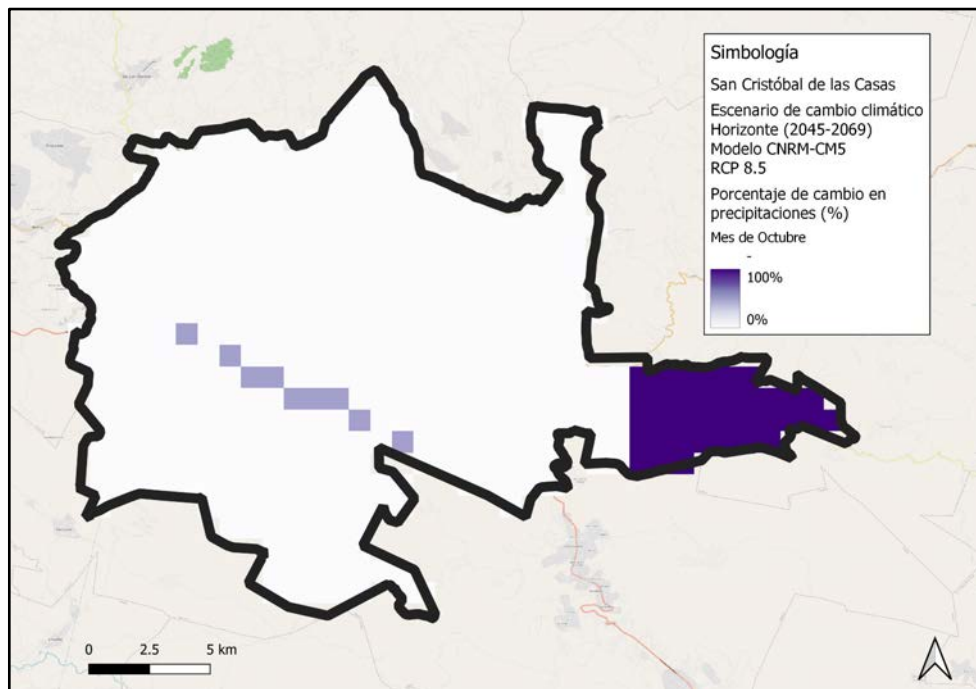 Simbología
San Cristóbal de las Casas
Escenario de cambio climático
Horizonte (2045-2069)
Modelo CNRM-CM5
RCP 8.5
Porcentaje de cambio en
precipitaciones (%)
Mes de Octubre
-
100%
0%
0 2.5 5 km